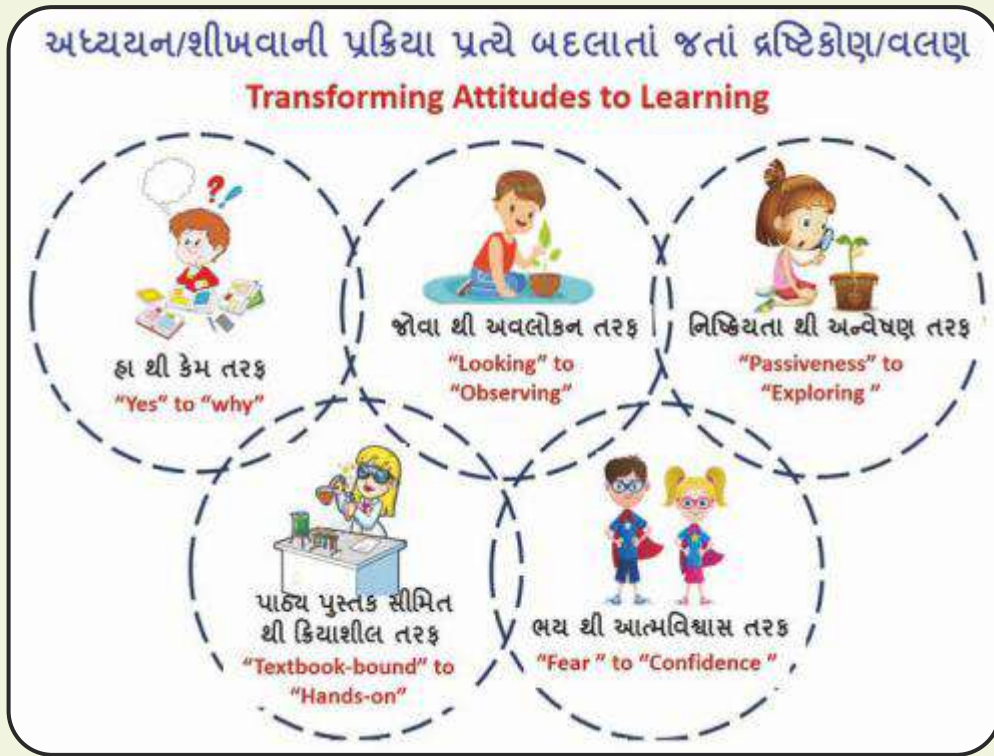 અધ્યયન/શીખવાની પ્રક્રિયા પ્રત્યે બદલાતાં જતાં દ્રષ્ટિકોણ/વલણ
Transforming Attitudes to Learning
?!
હા થી કેમ તરફ
“Yes” to “why”
જોવા થી અવલોકન તરફ
“Looking” to
“Observing”
નિષ્ક્રિયતા થી અન્વેષણ તરફ
“Passiveness” to
“Exploring ”
પાઠ્ય પુસ્તક સીમિત
થી ક્રિયાશીલ તરફ
“Textbook-bound” to
“Hands-on”
ભય થી આત્મવિશ્વાસ તરફ
“Fear ” to “Confidence ”